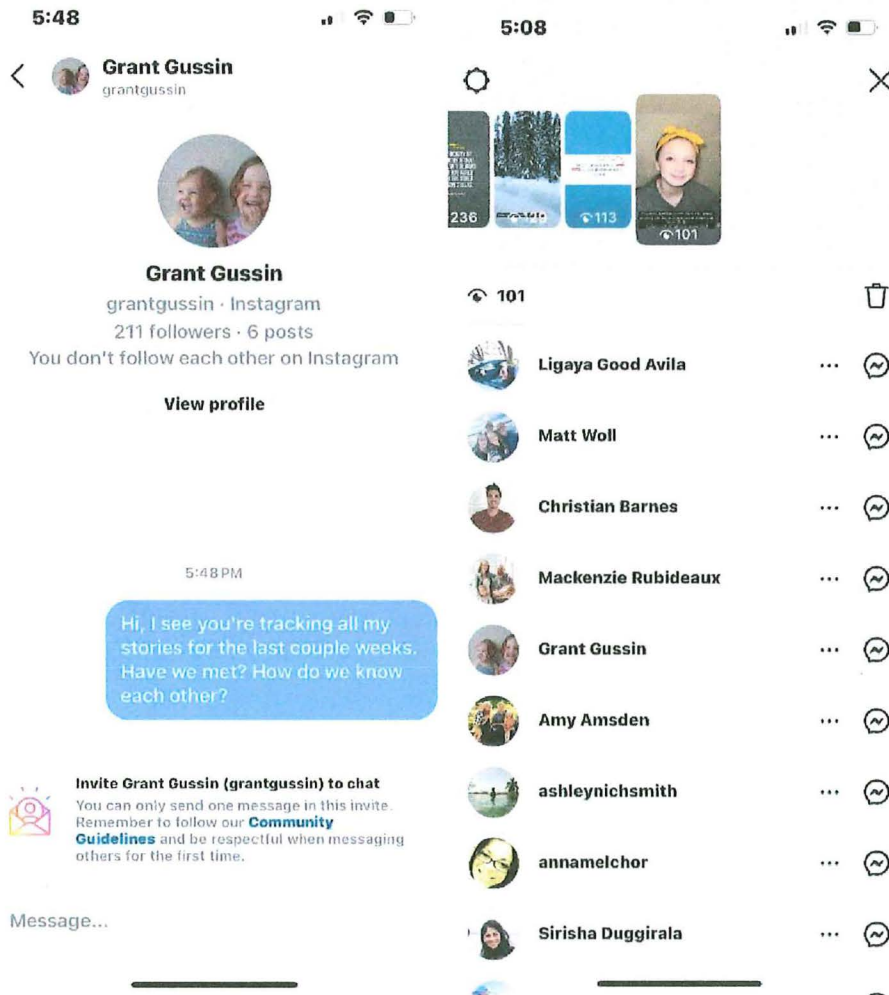 5:48
Grant Gussin
grantgussin
Grant Gussin
grantgussin · Instagram
211 followers · 6 posts
You don't follow each other on Instagram
View profile
5:48 PM
Hi, I see you're tracking all my
stories for the last couple weeks.
Have we met? How do we know
each other?
Invite Grant Gussin (grantgussin) to chat
You can only send one message in this invite.
Remember to follow our Community
Guidelines and be respectful when messaging
others for the first time.
Message...
5:08
236
113
101
101
Ligaya Good Avila
Matt Woll
Christian Barnes
Mackenzie Rubideaux
Grant Gussin
Amy Amsden
ashleynichsmith
annamelchor
Sirisha Duggirala